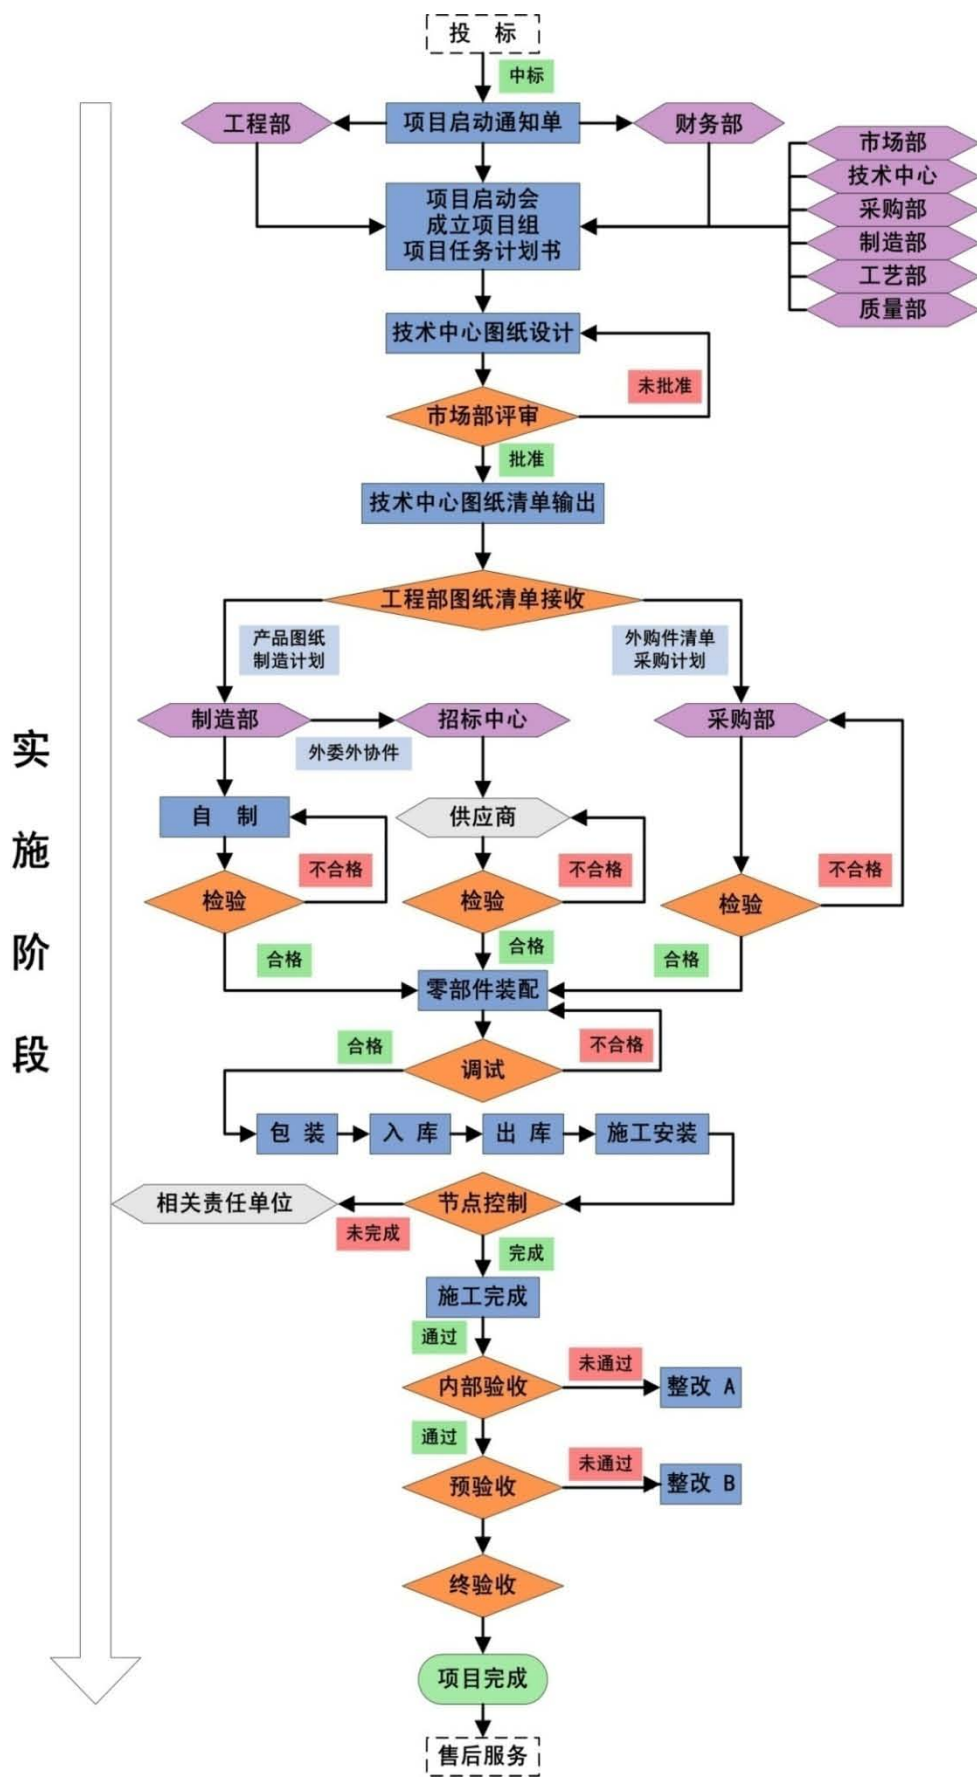 投 标
中标
工程部
项目启动通知单
财务部
市场部
技术中心
采购部
制造部
工艺部
质量部
项目启动会
成立项目组
项目任务计划书
技术中心图纸设计
未批准
市场部评审
批准
技术中心图纸清单输出
工程部图纸清单接收
产品图纸
制造计划
外购件清单
采购计划
制造部
招标中心
采购部
外委外协件
自 制
供应商
不合格
不合格
不合格
检验
检验
检验
合格
合格
合格
零部件装配
合格
不合格
调试
包 装
入 库
出 库
施工安装
相关责任单位
节点控制
未完成
完成
施工完成
通过
未通过
内部验收
整改 A
通过
未通过
预验收
整改 B
终验收
项目完成
售后服务
实
施
阶
段